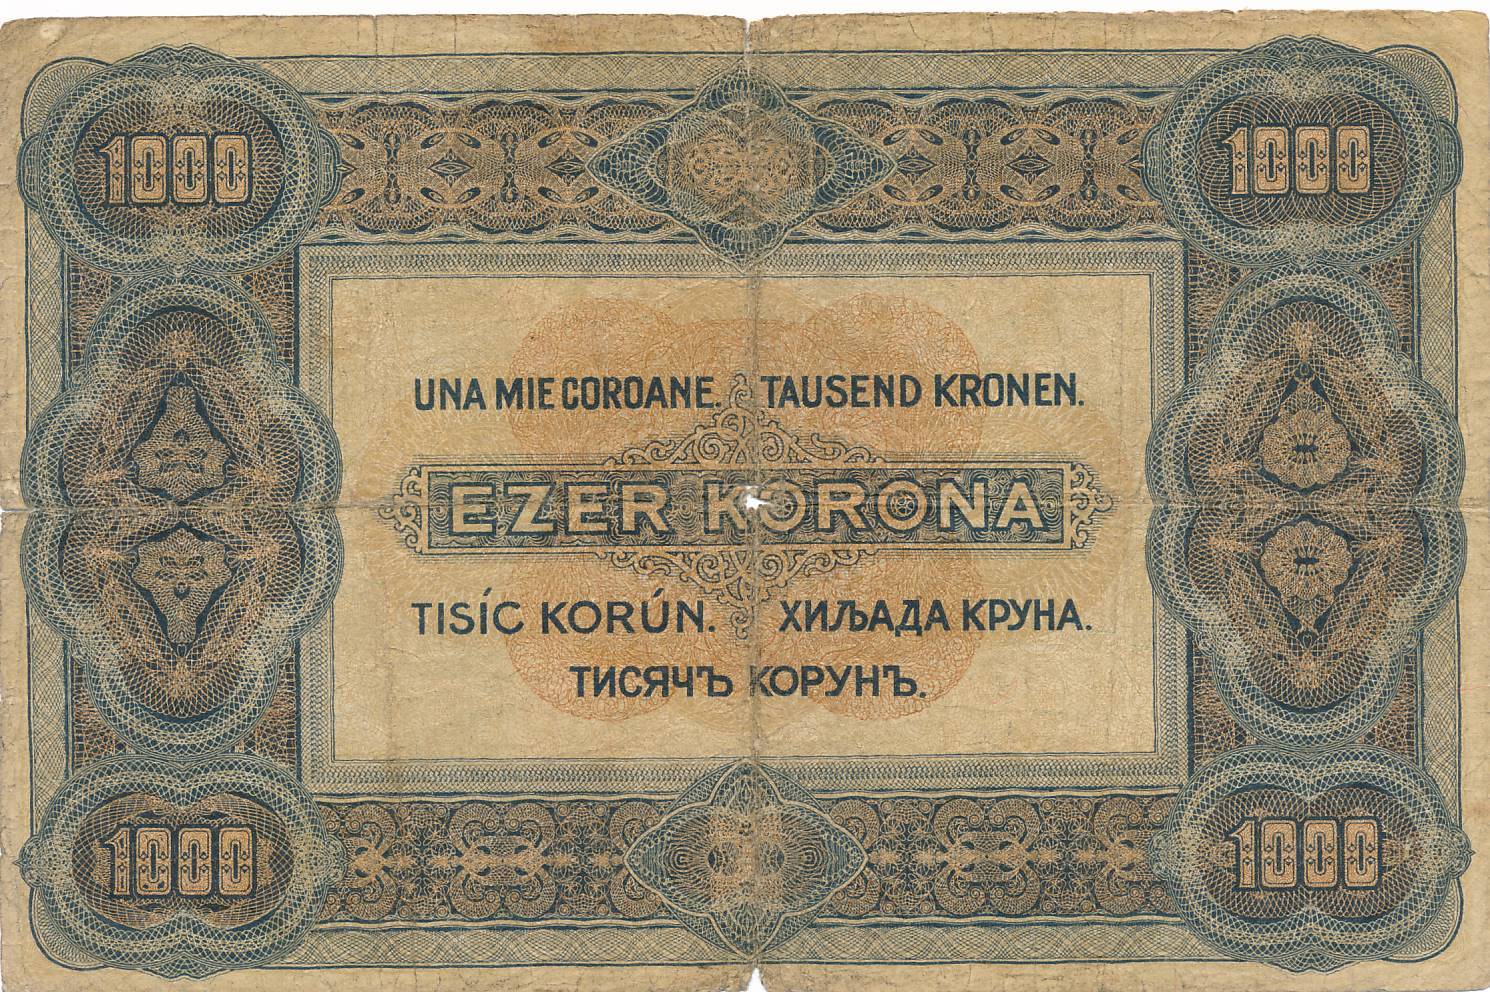 1000 1000
UNA MIE COROANE. TAUSEND KRONEN.
EZER KORONA
TISÍC KORÚN. ХИЉАДА КРУНА.
ТИСЯЧЪ КОРУНЪ.
1000 1000